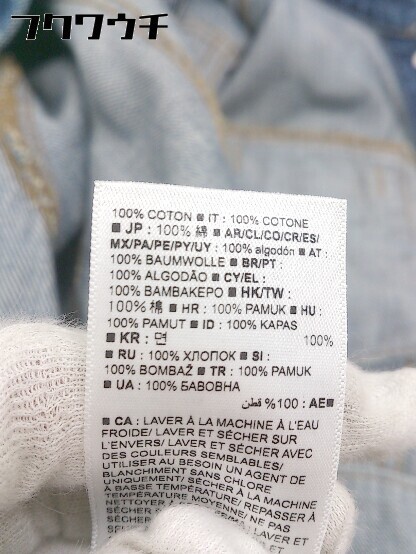 フクワウチ
100% COTON ■ IT : 100% COTONE
■ JP : 100% 綿 ■ AR/CL/CO/CR/ES/
MX/PA/PE/PY/UY : 100% algodón ■ AT :
100% BAUMWOLLE ■ BR/PT :
100% ALGODÃO ■ CY/EL :
100% BAMBAKEPO ■ HK/TW :
100% 棉 ■ HR : 100% PAMUK ■ HU :
100% PAMUT ■ ID : 100% KAPAS
■ KR : 면 100%
■ RU : 100% ХЛОПОК ■ SI :
100% BOMBAŽ ■ TR : 100% PAMUK
■ UA : 100% БАВОВНА
■ AE: 100% قطن
■ CA : LAVER À LA MACHINE À L'EAU
FROIDE/ LAVER ET SÉCHER SUR
L'ENVERS/ LAVER ET SÉCHER AVEC
DES COULEURS SEMBLABLES/
UTILISER AU BESOIN UN AGENT DE
BLANCHIMENT SANS CHLORE
UNIQUEMENT/ SÉCHER À LA MACHINE
À BASSE TEMPÉRATURE/ REPASSER À
TEMPÉRATURE MOYENNE/ NE PAS